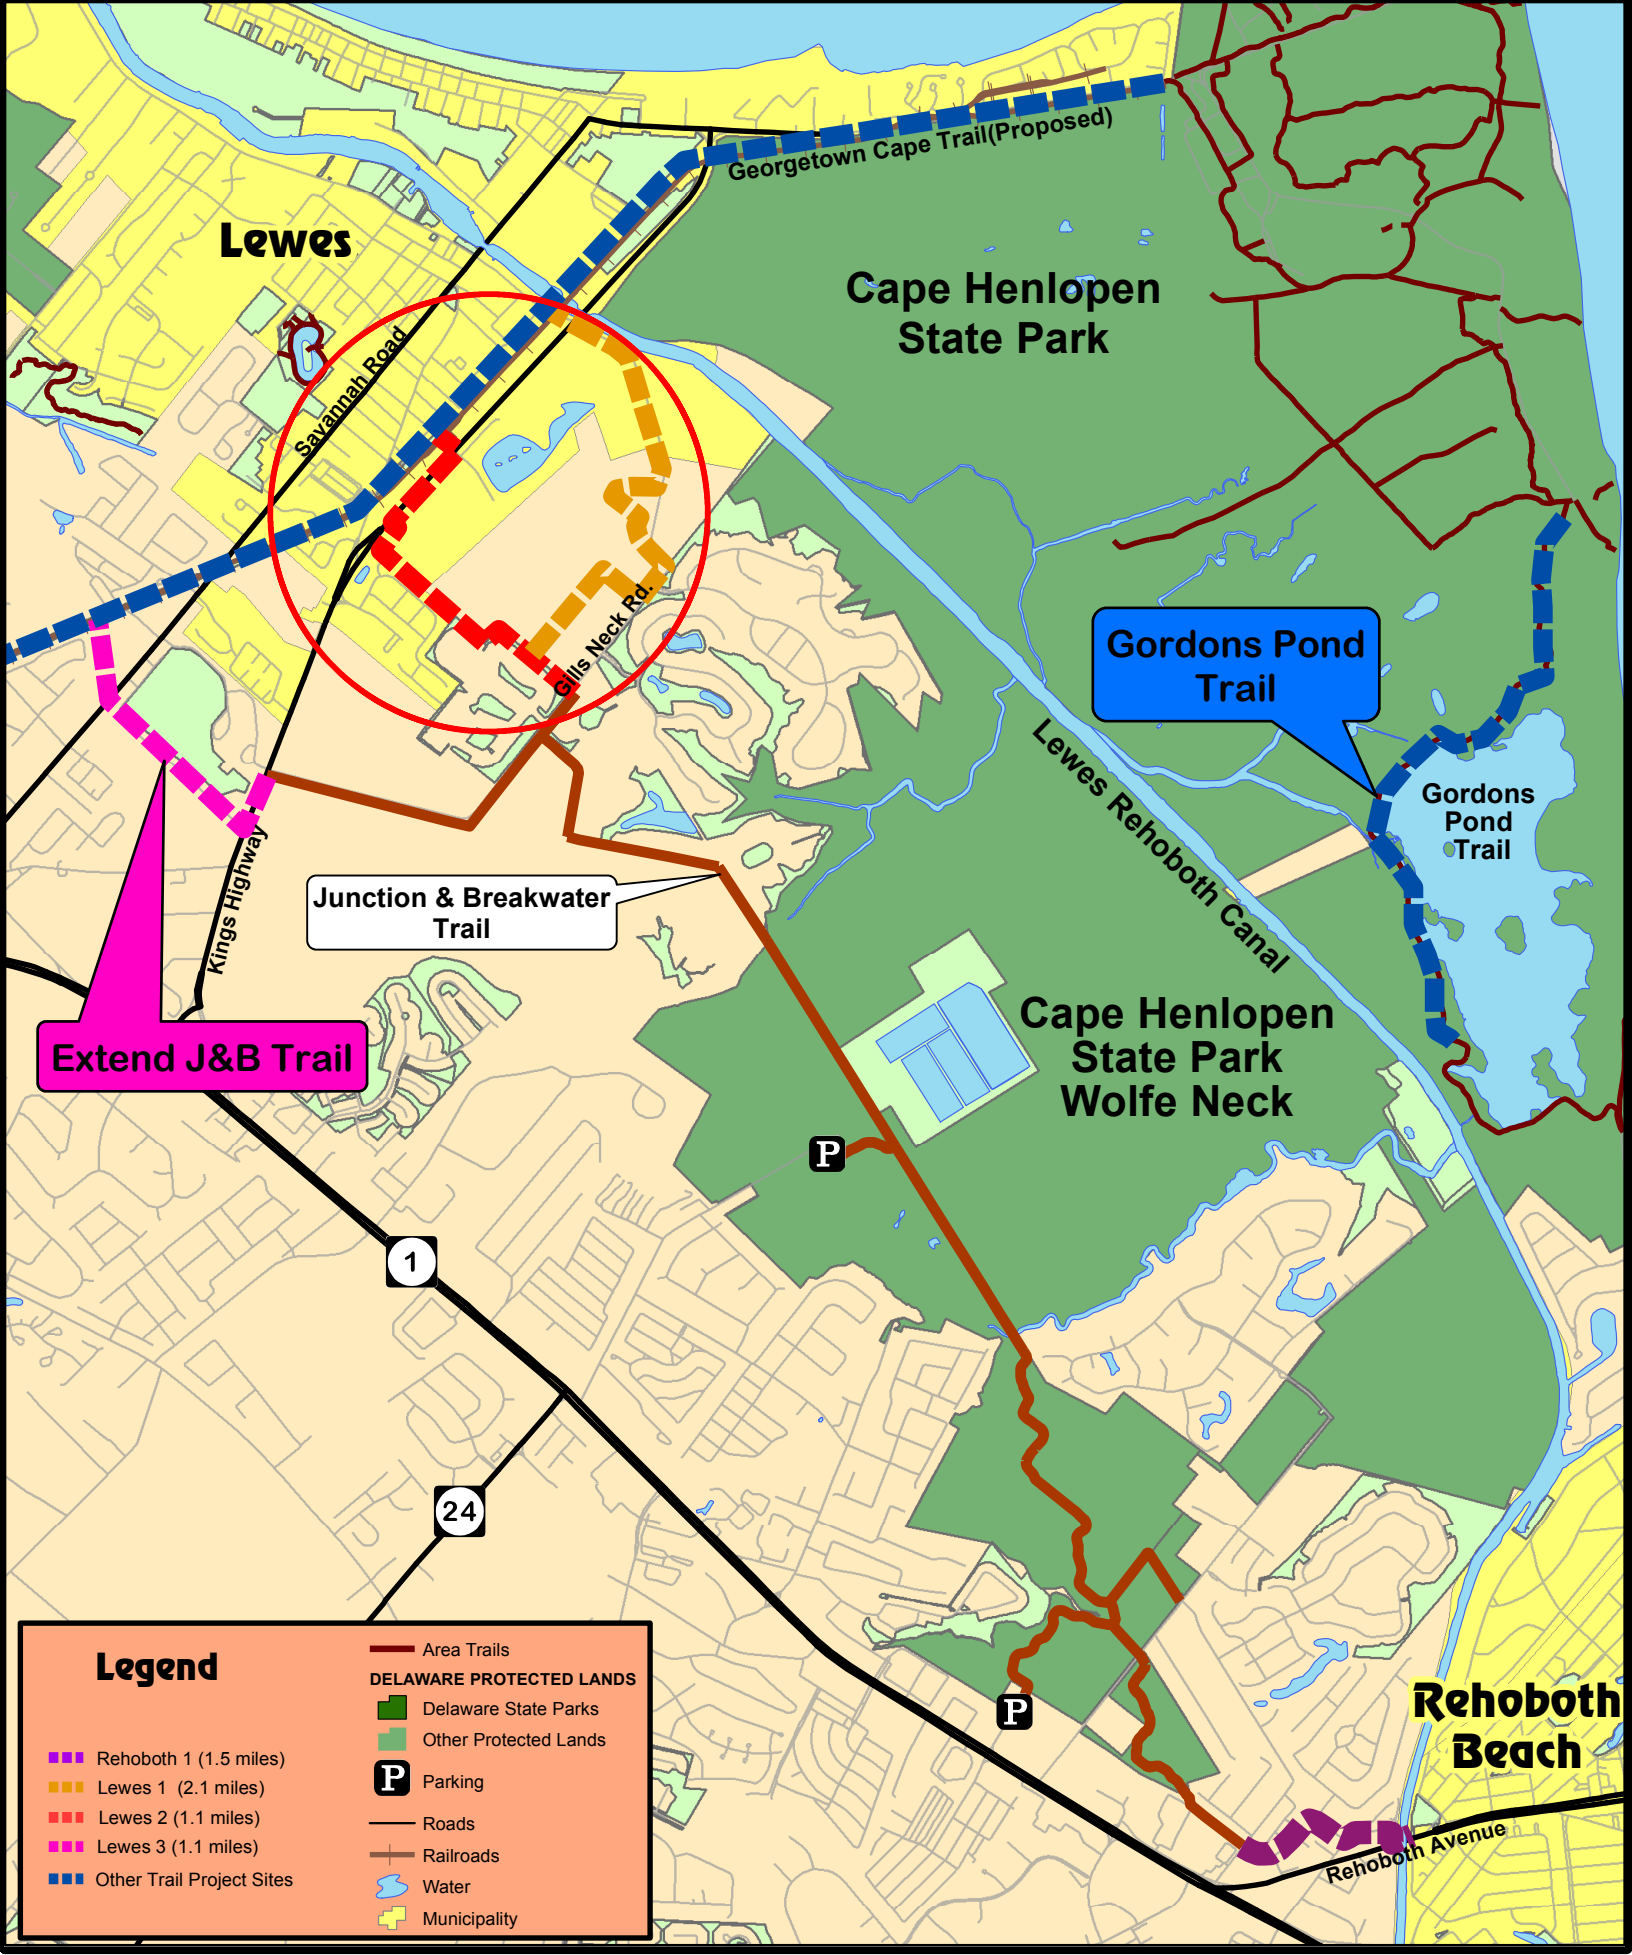 Georgetown Cape Trail(Proposed)
Lewes
Cape Henlopen
State Park
Savannah Road
Gills Neck Rd.
Gordons Pond
Trail
Lewes Rehoboth Canal
Gordons
Pond
Trail
Kings Highway
Junction & Breakwater
Trail
Extend J&B Trail
Cape Henlopen
State Park
Wolfe Neck
P
1
24
P
Rehoboth
Beach
Rehoboth Avenue
Legend
Rehoboth 1 (1.5 miles)
Lewes 1 (2.1 miles)
Lewes 2 (1.1 miles)
Lewes 3 (1.1 miles)
Other Trail Project Sites
Area Trails
DELAWARE PROTECTED LANDS
Delaware State Parks
Other Protected Lands
P Parking
Roads
Railroads
Water
Municipality